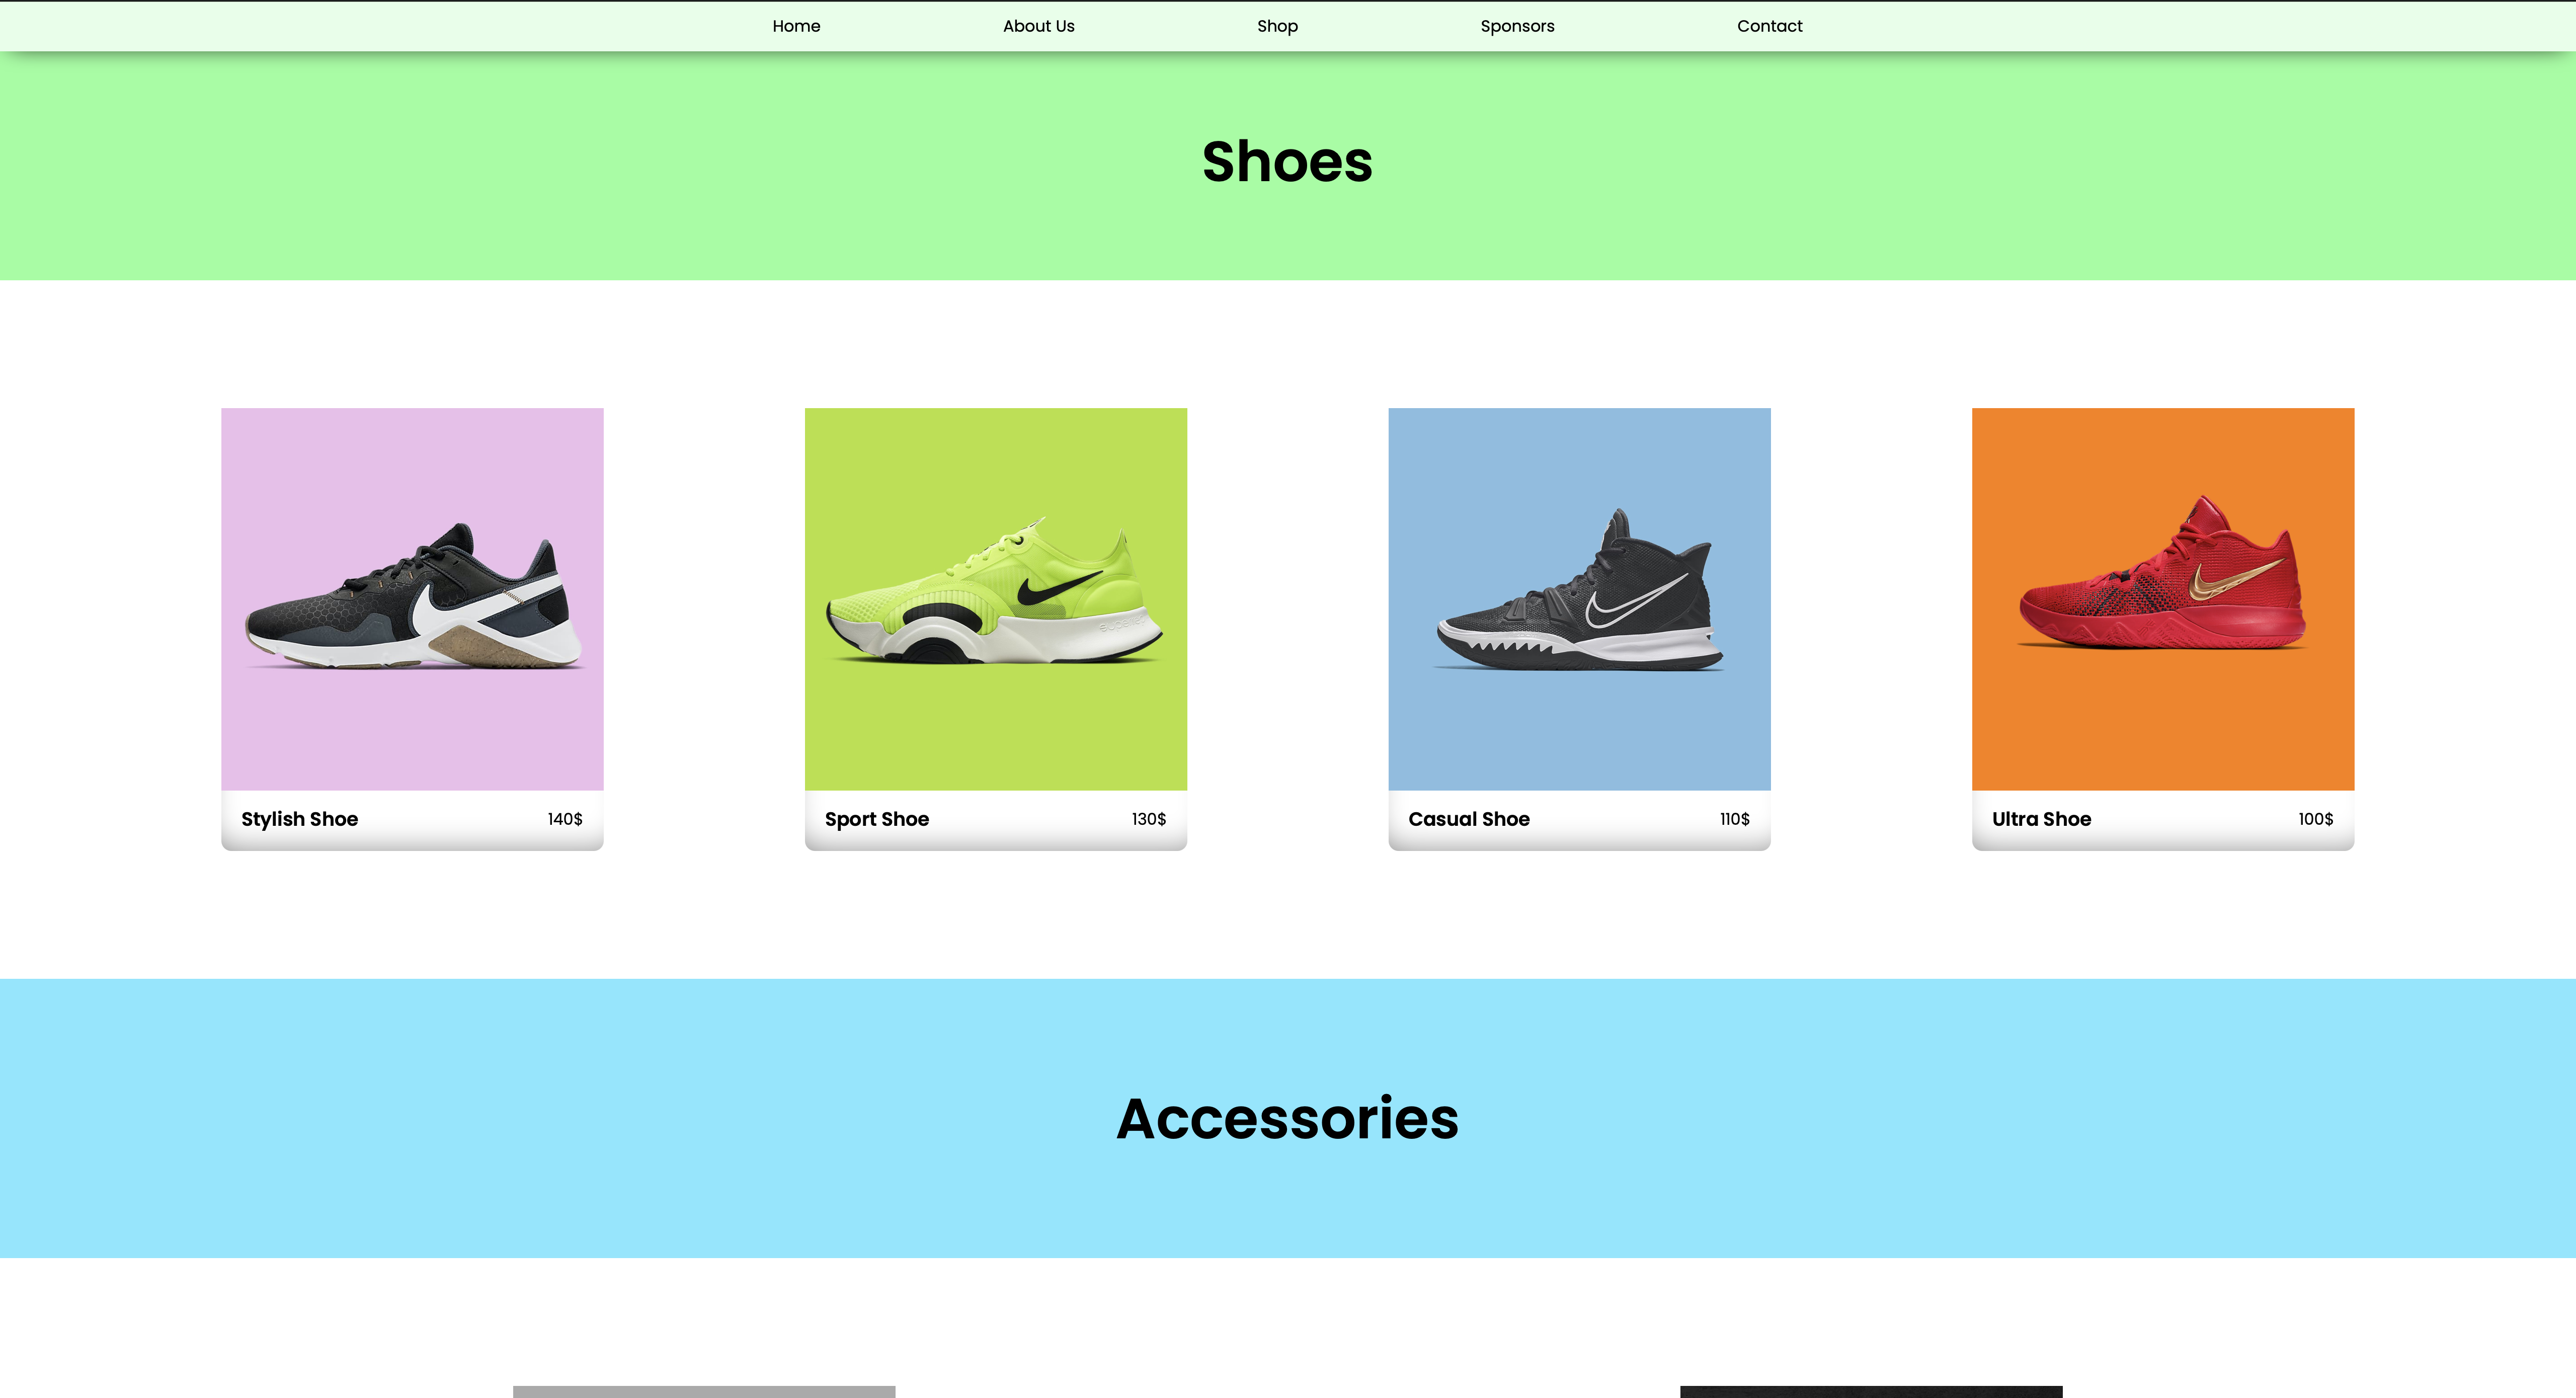 Home About Us Shop Sponsors Contact
Shoes
Stylish Shoe 140$
Sport Shoe 130$
Casual Shoe 110$
Ultra Shoe 100$
Accessories